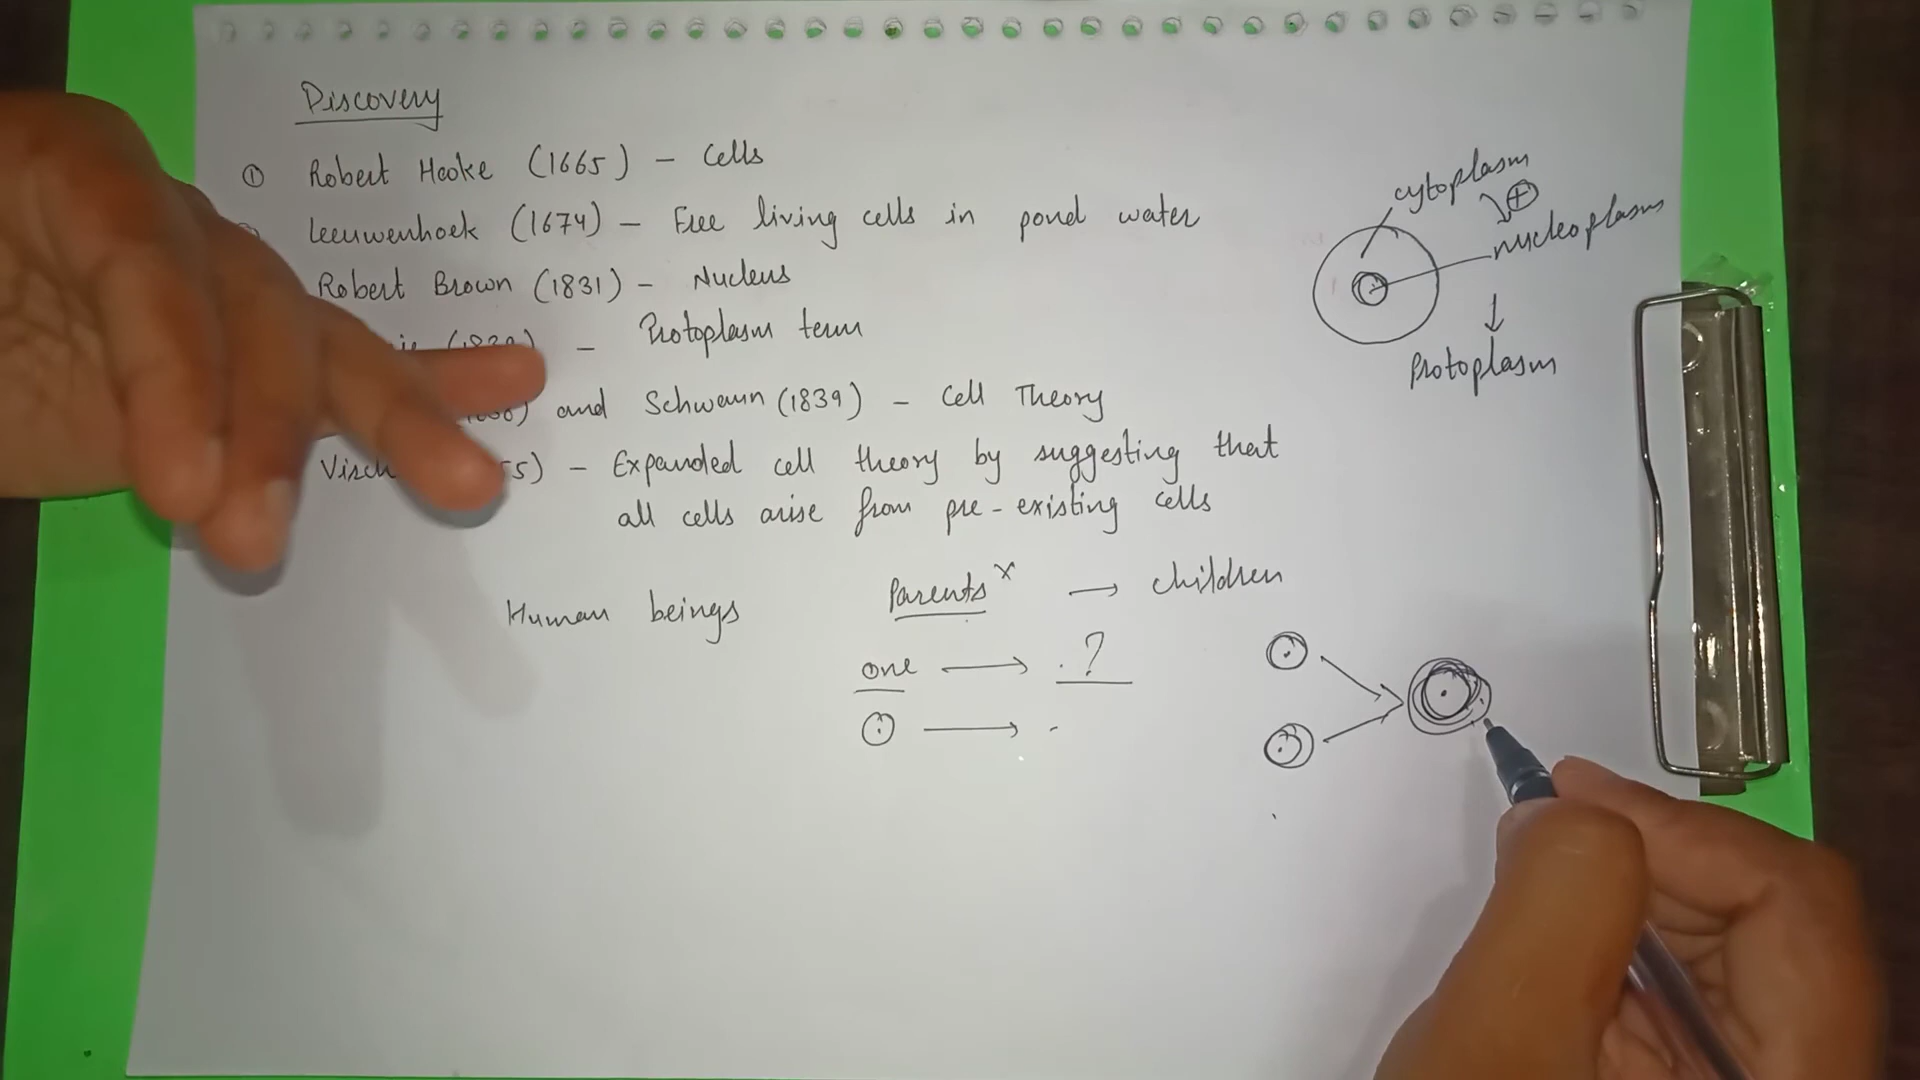 Discovery
① Robert Hooke (1665) - Cells
Leeuwenhoek (1674) - Free living cells in pond water
Robert Brown (1831) - Nucleus
- Protoplasm term
and Schwann (1839) - Cell Theory
- Expanded cell theory by suggesting that
all cells arise from pre-existing cells
Human beings Parents x → children
one → ?
cytoplasm
+
nucleoplasm
↓
Protoplasm